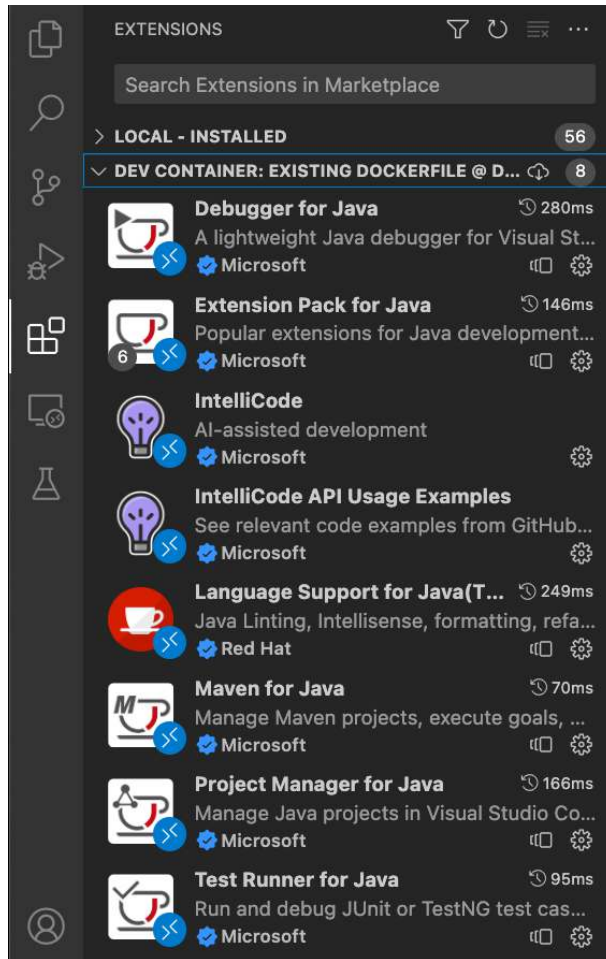 EXTENSIONS
Search Extensions in Marketplace
LOCAL - INSTALLED 56
DEV CONTAINER: EXISTING DOCKERFILE @ D... 8
Debugger for Java 280ms
A lightweight Java debugger for Visual St...
Microsoft
Extension Pack for Java 146ms
Popular extensions for Java development...
6 Microsoft
IntelliCode
AI-assisted development
Microsoft
IntelliCode API Usage Examples
See relevant code examples from GitHub...
Microsoft
Language Support for Java(T... 249ms
Java Linting, Intellisense, formatting, refa...
Red Hat
Maven for Java 70ms
M
Manage Maven projects, execute goals, ...
Microsoft
Project Manager for Java 166ms
Manage Java projects in Visual Studio Co...
Microsoft
Test Runner for Java 95ms
Run and debug JUnit or TestNG test cas...
Microsoft